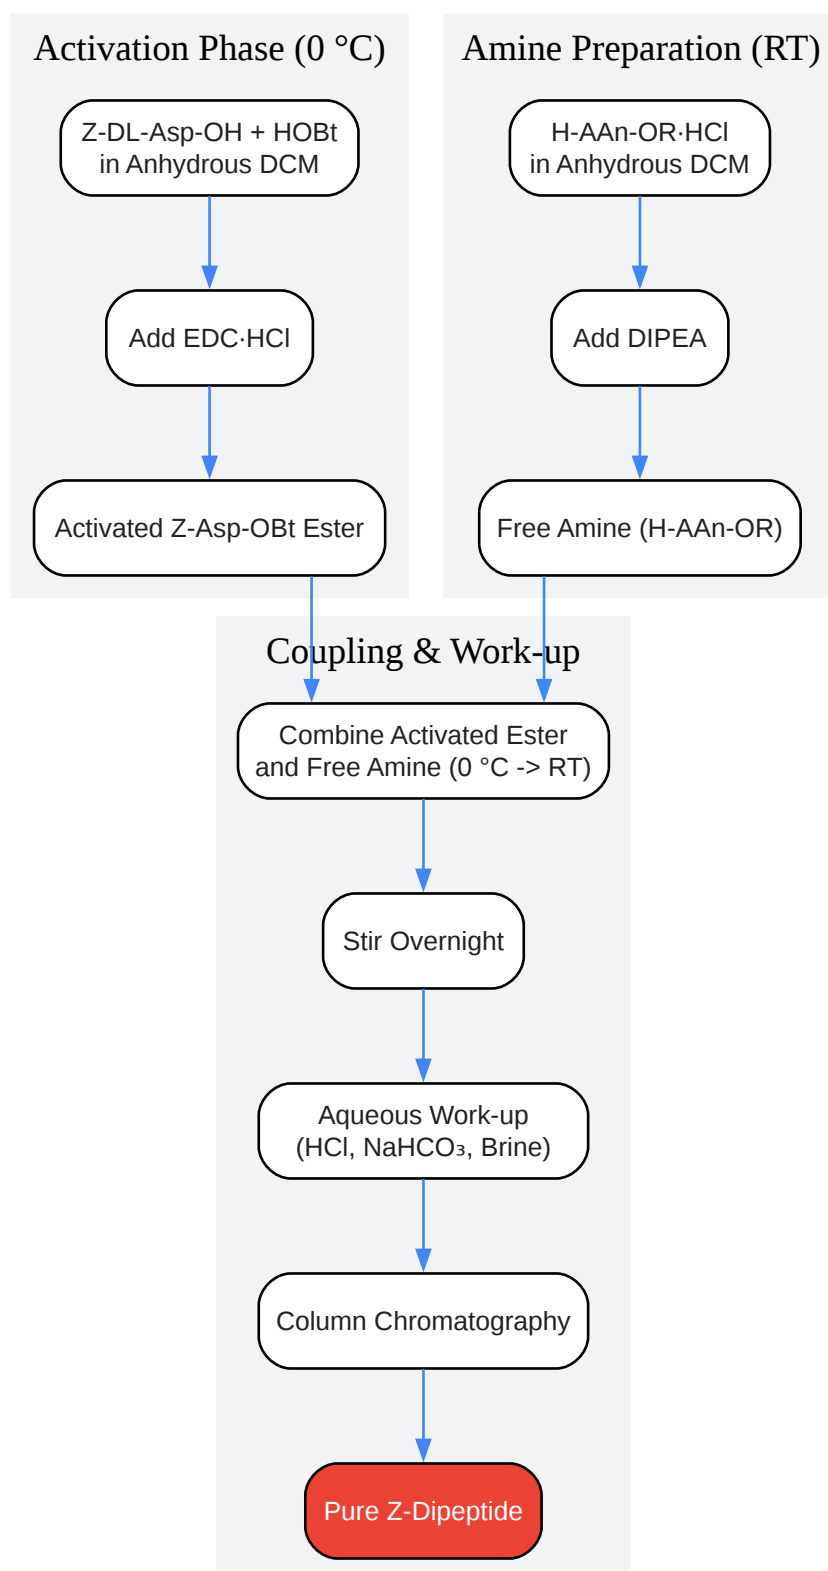 Activation Phase (0 °C)
Z-DL-Asp-OH + HOBt
in Anhydrous DCM
Add EDC·HCl
Activated Z-Asp-OBt Ester
Amine Preparation (RT)
H-AAn-OR·HCl
in Anhydrous DCM
Add DIPEA
Free Amine (H-AAn-OR)
Coupling & Work-up
Combine Activated Ester
and Free Amine (0 °C -> RT)
Stir Overnight
Aqueous Work-up
(HCl, NaHCO₃, Brine)
Column Chromatography
Pure Z-Dipeptide